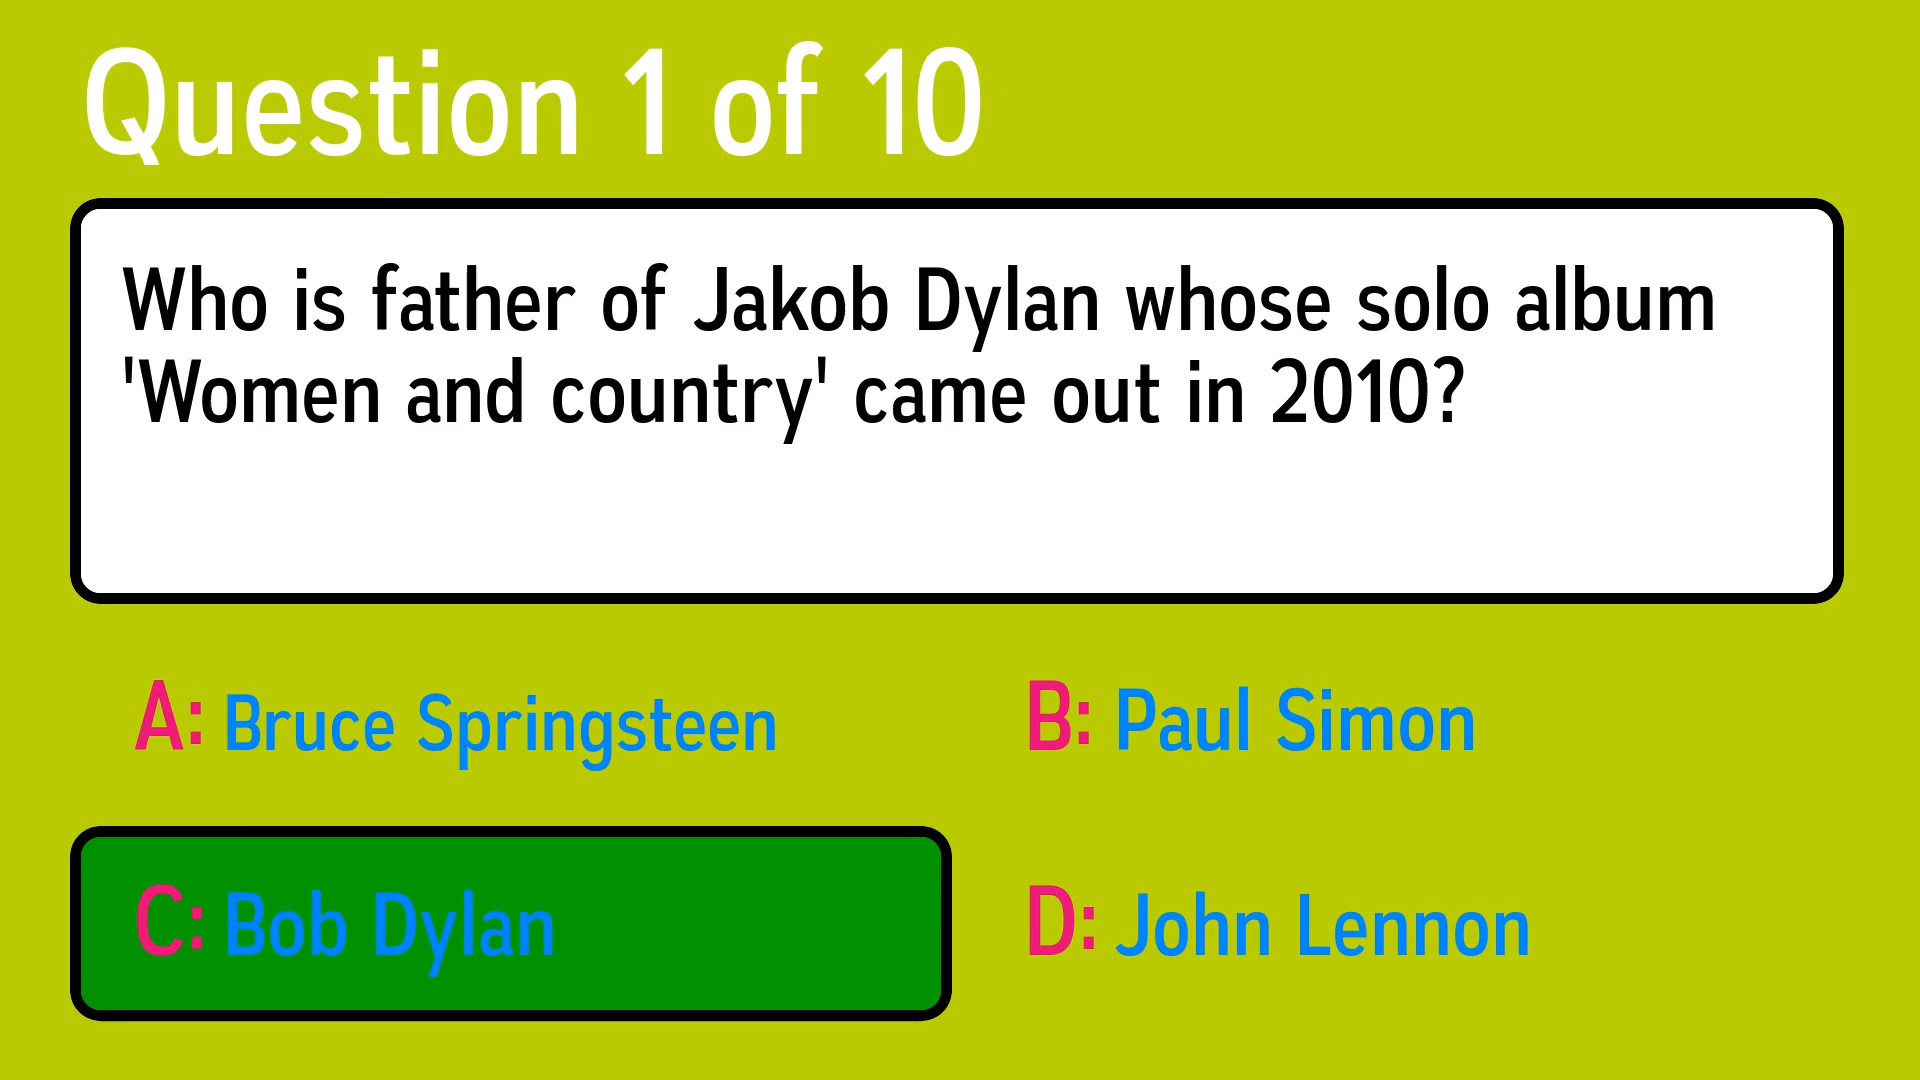 Question 1 of 10
Who is father of Jakob Dylan whose solo album
'Women and country' came out in 2010?
A: Bruce Springsteen
B: Paul Simon
C: Bob Dylan
D: John Lennon